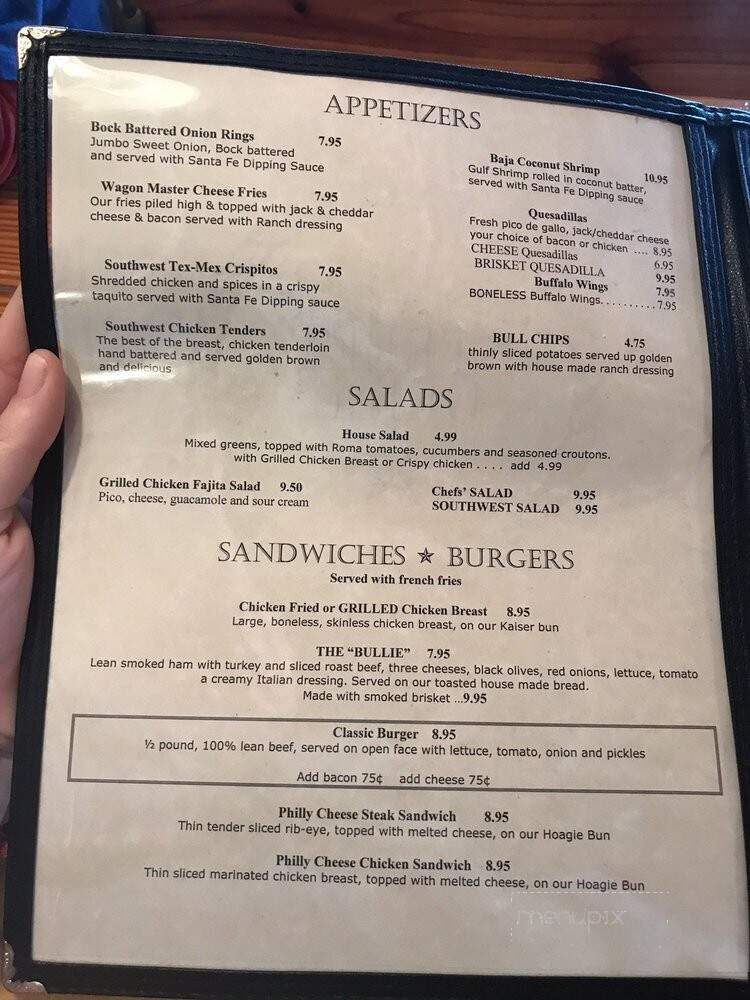 APPETIZERS
Bock Battered Onion Rings 7.95
Jumbo Sweet Onion, Bock battered
and served with Santa Fe Dipping Sauce
Wagon Master Cheese Fries 7.95
Our fries piled high & topped with jack & cheddar
cheese & bacon served with Ranch dressing
Southwest Tex-Mex Crispitos 7.95
Shredded chicken and spices in a crispy
taquito served with Santa Fe Dipping sauce
Southwest Chicken Tenders 7.95
The best of the breast, chicken tenderloin
hand battered and served golden brown
and delicious
Baja Coconut Shrimp 10.95
Gulf Shrimp rolled in coconut batter,
served with Santa Fe Dipping sauce
Quesadillas
Fresh pico de gallo, jack/cheddar cheese
your choice of bacon or chicken .... 8.95
CHEESE Quesadillas 6.95
BRISKET QUESADILLA 9.95
Buffalo Wings 7.95
BONELESS Buffalo Wings..........7.95
BULL CHIPS 4.75
thinly sliced potatoes served up golden
brown with house made ranch dressing
SALADS
House Salad 4.99
Mixed greens, topped with Roma tomatoes, cucumbers and seasoned croutons.
with Grilled Chicken Breast or Crispy chicken . . . . add 4.99
Grilled Chicken Fajita Salad 9.50
Pico, cheese, guacamole and sour cream
Chefs' SALAD 9.95
SOUTHWEST SALAD 9.95
SANDWICHES ★ BURGERS
Served with french fries
Chicken Fried or GRILLED Chicken Breast 8.95
Large, boneless, skinless chicken breast, on our Kaiser bun
THE "BULLIE" 7.95
Lean smoked ham with turkey and sliced roast beef, three cheeses, black olives, red onions, lettuce, tomato
a creamy Italian dressing. Served on our toasted house made bread.
Made with smoked brisket ...9.95
Classic Burger 8.95
½ pound, 100% lean beef, served on open face with lettuce, tomato, onion and pickles
Add bacon 75¢ add cheese 75¢
Philly Cheese Steak Sandwich 8.95
Thin tender sliced rib-eye, topped with melted cheese, on our Hoagie Bun
Philly Cheese Chicken Sandwich 8.95
Thin sliced marinated chicken breast, topped with melted cheese, on our Hoagie Bun
menupix